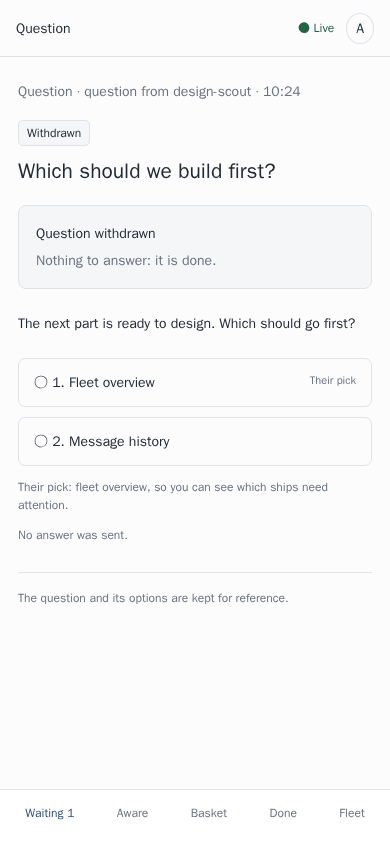 Question
Live
A
Question · question from design-scout · 10:24
Withdrawn
Which should we build first?
Question withdrawn
Nothing to answer: it is done.
The next part is ready to design. Which should go first?
1. Fleet overview
Their pick
2. Message history
Their pick: fleet overview, so you can see which ships need
attention.
No answer was sent.
The question and its options are kept for reference.
Waiting 1
Aware
Basket
Done
Fleet